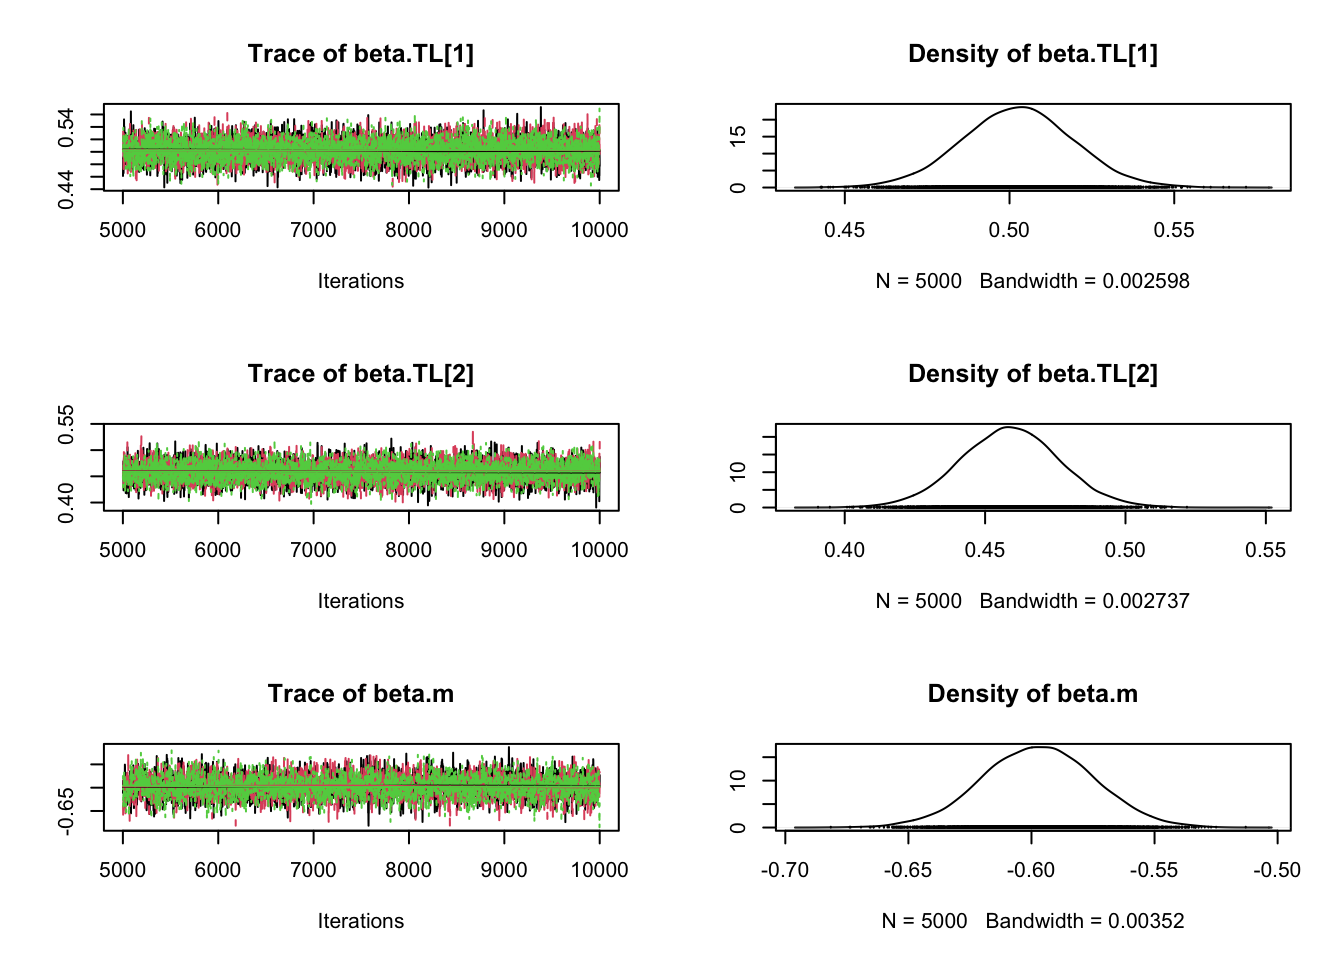 Trace of beta.TL[1]
0.54
0.44
5000 6000 7000 8000 9000 10000
Iterations
Density of beta.TL[1]
15
0
0.45 0.50 0.55
N = 5000 Bandwidth = 0.002598
Trace of beta.TL[2]
0.55
0.40
5000 6000 7000 8000 9000 10000
Iterations
Density of beta.TL[2]
10
0
0.40 0.45 0.50 0.55
N = 5000 Bandwidth = 0.002737
Trace of beta.m
-0.65
5000 6000 7000 8000 9000 10000
Iterations
Density of beta.m
10
0
-0.70 -0.65 -0.60 -0.55 -0.50
N = 5000 Bandwidth = 0.00352